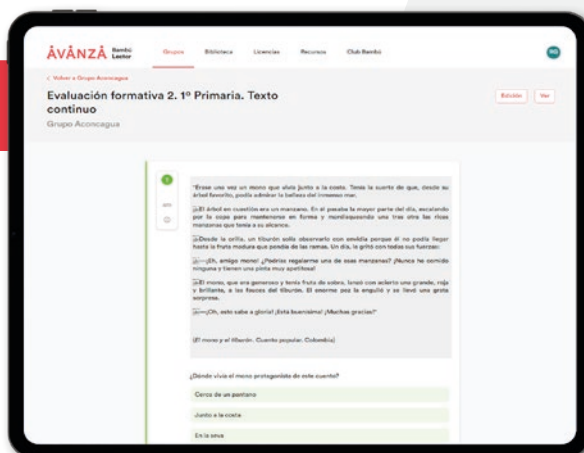 AVANZA Bambú Lector
Grupos Biblioteca Licencias Recursos Club Bambú
< Volver a Grupo Aconcagua
Evaluación formativa 2. 1º Primaria. Texto
continuo
Grupo Aconcagua
Edición Ver
1
"Érase una vez un mono que vivía junto a la costa. Tenía la suerte de que, desde su
árbol favorito, podía admirar la belleza del inmenso mar.
El árbol en cuestión era un manzano. En él pasaba la mayor parte del día, escalando
por la copa para mantenerse en forma y mordisqueando una tras otra las ricas
manzanas que tenía a su alcance.
Desde la orilla, un tiburón solía observarlo con envidia porque él no podía llegar
hasta la fruta madura que pendía de las ramas. Un día, le gritó con todas sus fuerzas:
—¡Eh, amigo mono! ¿Podrías regalarme una de esas manzanas? ¡Nunca he comido
ninguna y tienen una pinta muy apetitosa!
El mono, que era generoso y tenía fruta de sobra, lanzó con acierto una grande, roja
y brillante, a las fauces del tiburón. El enorme pez la engulló y se llevó una grata
sorpresa.
—¡Oh, esto sabe a gloria! ¡Está buenísima! ¡Muchas gracias!"
(El mono y el tiburón. Cuento popular. Colombia)
¿Dónde vivía el mono protagonista de este cuento?
Cerca de un pantano
Junto a la costa
En la selva